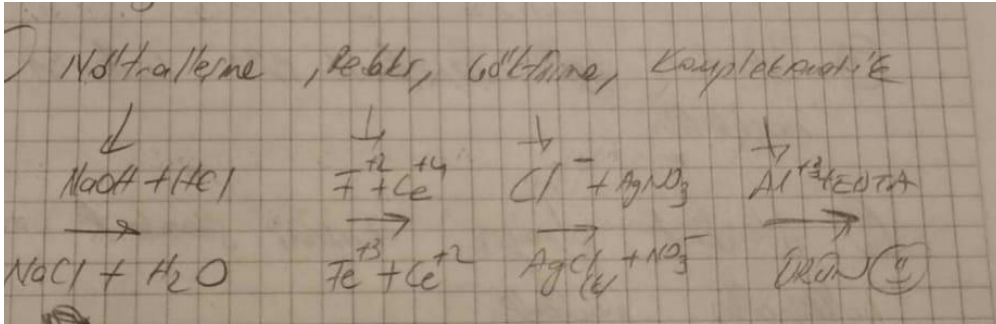 Nötralleşme, Redoks, Çöktürme, Kompleksometrik
↓ ↓ ↓ ↓
NaOH + HCl F⁺² + Ce⁺⁴ Cl⁻ + AgNO₃ Al⁺³ + EDTA
→ → → →
NaCl + H₂O Fe⁺³ + Ce⁺² AgCl(k) + NO₃⁻ ÜRÜN